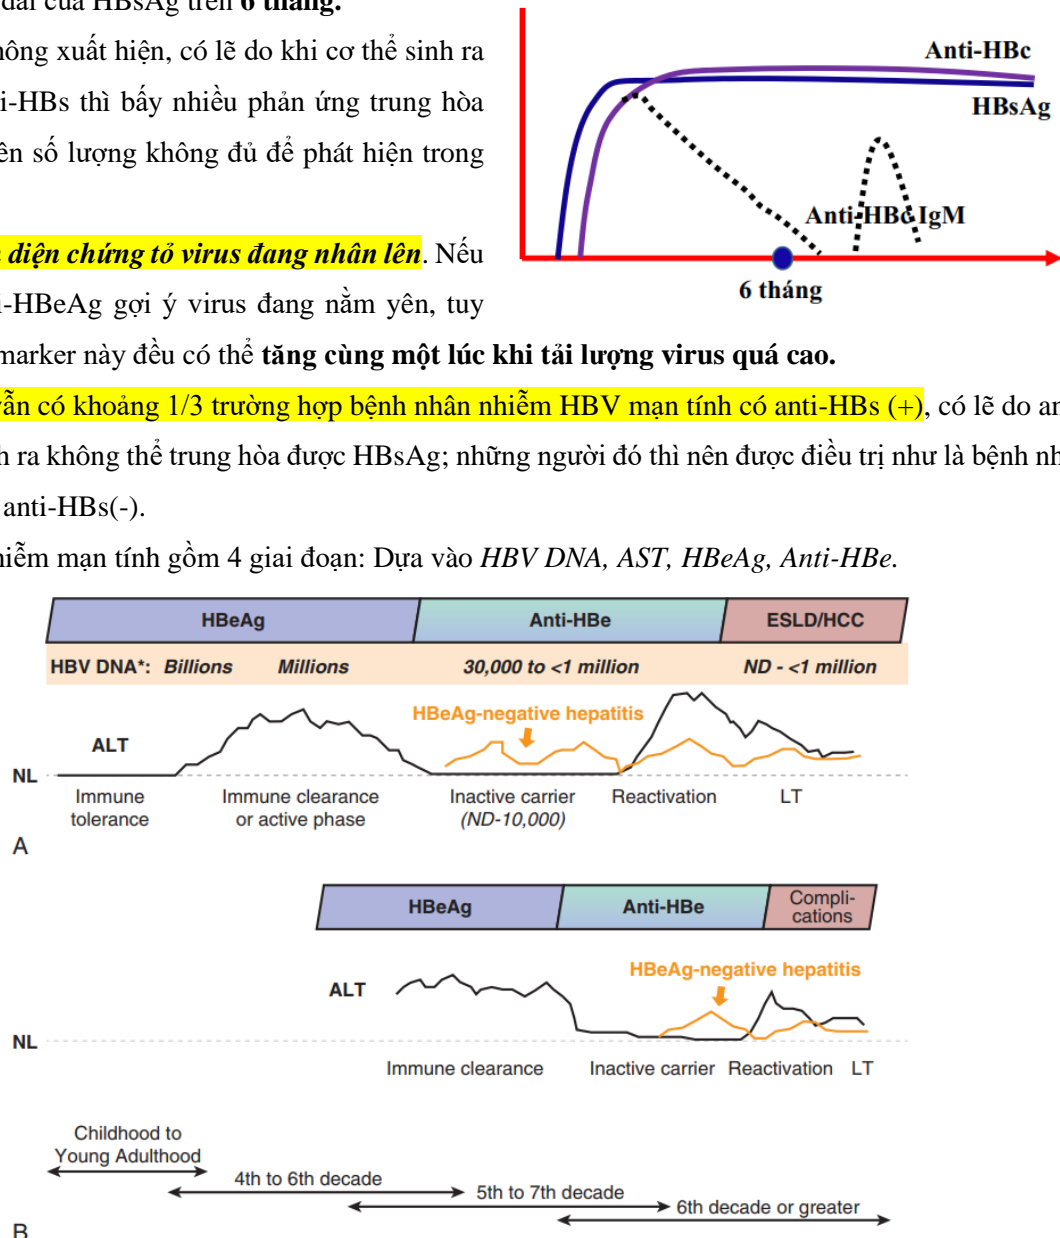 dài của HBsAg trên 6 tháng.
hông xuất hiện, có lẽ do khi cơ thể sinh ra
i-HBs thì bấy nhiều phản ứng trung hòa
ên số lượng không đủ để phát hiện trong
diện chứng tỏ virus đang nhân lên. Nếu
i-HBeAg gợi ý virus đang nằm yên, tuy
Anti-HBc
HBsAg
Anti-HBc IgM
6 tháng
marker này đều có thể tăng cùng một lúc khi tải lượng virus quá cao.
vẫn có khoảng 1/3 trường hợp bệnh nhân nhiễm HBV mạn tính có anti-HBs (+), có lẽ do an
h ra không thể trung hòa được HBsAg; những người đó thì nên được điều trị như là bệnh nh
anti-HBs(-).
hiễm mạn tính gồm 4 giai đoạn: Dựa vào HBV DNA, AST, HBeAg, Anti-HBe.
HBeAg Anti-HBe ESLD/HCC
HBV DNA*: Billions Millions 30,000 to <1 million ND - <1 million
HBeAg-negative hepatitis
ALT
NL
Immune tolerance
Immune clearance or active phase
Inactive carrier (ND-10,000)
Reactivation
LT
A
HBeAg Anti-HBe Compli-cations
HBeAg-negative hepatitis
ALT
NL
Immune clearance Inactive carrier Reactivation LT
Childhood to
Young Adulthood
4th to 6th decade
5th to 7th decade
6th decade or greater
B